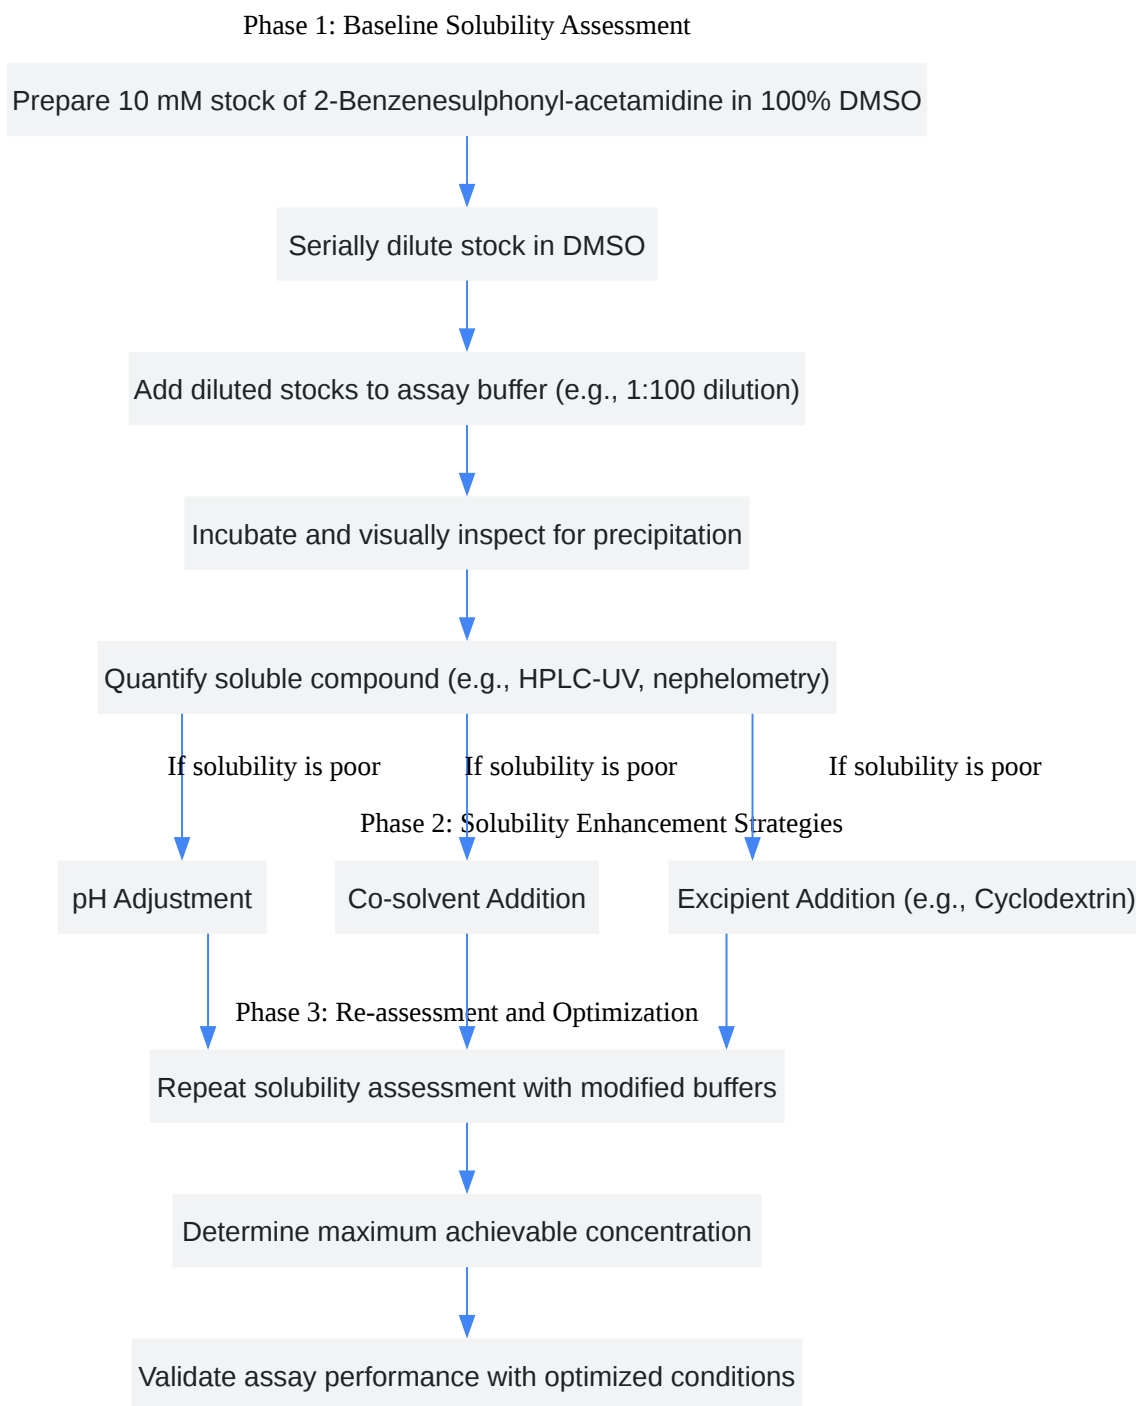 Phase 1: Baseline Solubility Assessment
Prepare 10 mM stock of 2-Benzenesulphonyl-acetamidine in 100% DMSO
Serially dilute stock in DMSO
Add diluted stocks to assay buffer (e.g., 1:100 dilution)
Incubate and visually inspect for precipitation
Quantify soluble compound (e.g., HPLC-UV, nephelometry)
If solubility is poor
If solubility is poor
If solubility is poor
Phase 2: Solubility Enhancement Strategies
pH Adjustment
Co-solvent Addition
Excipient Addition (e.g., Cyclodextrin)
Phase 3: Re-assessment and Optimization
Repeat solubility assessment with modified buffers
Determine maximum achievable concentration
Validate assay performance with optimized conditions